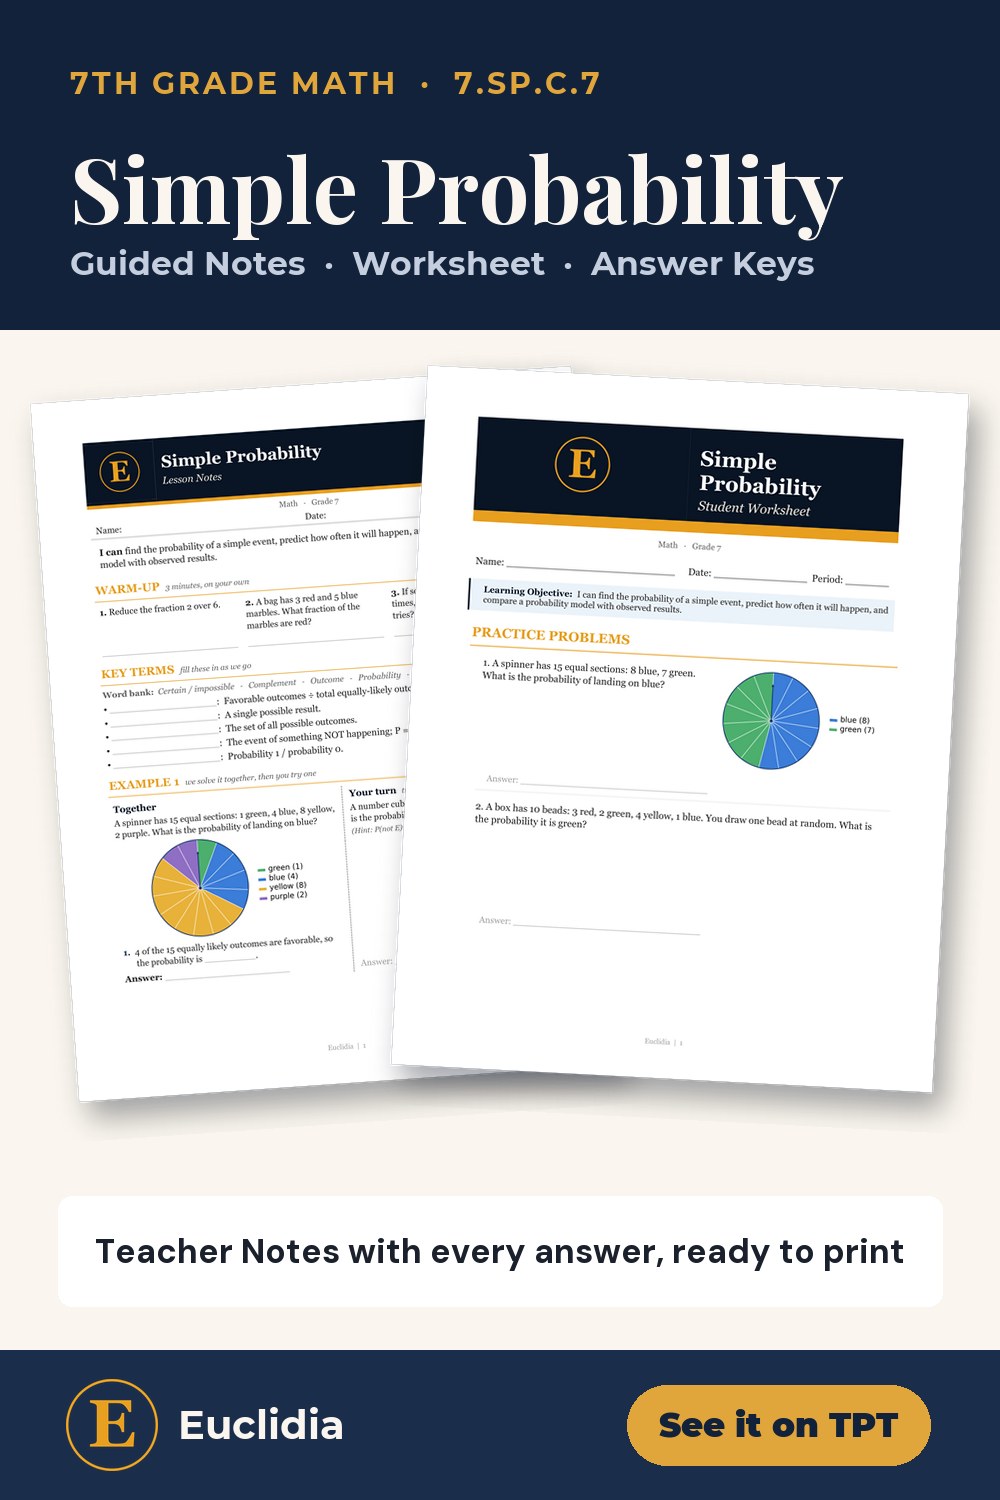 7TH GRADE MATH · 7.SP.C.7
Simple Probability
Guided Notes · Worksheet · Answer Keys
E
Simple Probability
Lesson Notes
Math · Grade 7
Name:
Date:
I can find the probability of a simple event, predict how often it will happen,
model with observed results.
WARM-UP 3 minutes, on your own
1. Reduce the fraction 2 over 6.
2. A bag has 3 red and 5 blue
marbles. What fraction of the
marbles are red?
3. If
times,
tries?
KEY TERMS fill these in as we go
Word bank: Certain / impossible · Complement · Outcome · Probability ·
• : Favorable outcomes ÷ total equally-likely
• : A single possible result.
• : The set of all possible outcomes.
• : The event of something NOT happening; P =
• : Probability 1 / probability 0.
EXAMPLE 1 we solve it together, then you try one
Together
A spinner has 15 equal sections: 1 green, 4 blue, 8 yellow,
2 purple. What is the probability of landing on blue?
green (1)
blue (4)
yellow (8)
purple (2)
1. 4 of the 15 equally likely outcomes are favorable, so
the probability is .
Answer:
Your turn
A number cub
is the probabi
(Hint: P(not E)
Answer:
Euclidia | 1
E
Simple
Probability
Student Worksheet
Math · Grade 7
Name: Date: Period:
Learning Objective: I can find the probability of a simple event, predict how often it will happen, and
compare a probability model with observed results.
PRACTICE PROBLEMS
1. A spinner has 15 equal sections: 8 blue, 7 green.
What is the probability of landing on blue?
blue (8)
green (7)
Answer:
2. A box has 10 beads: 3 red, 2 green, 4 yellow, 1 blue. You draw one bead at random. What is
the probability it is green?
Answer:
Euclidia | 1
Teacher Notes with every answer, ready to print
E
Euclidia
See it on TPT